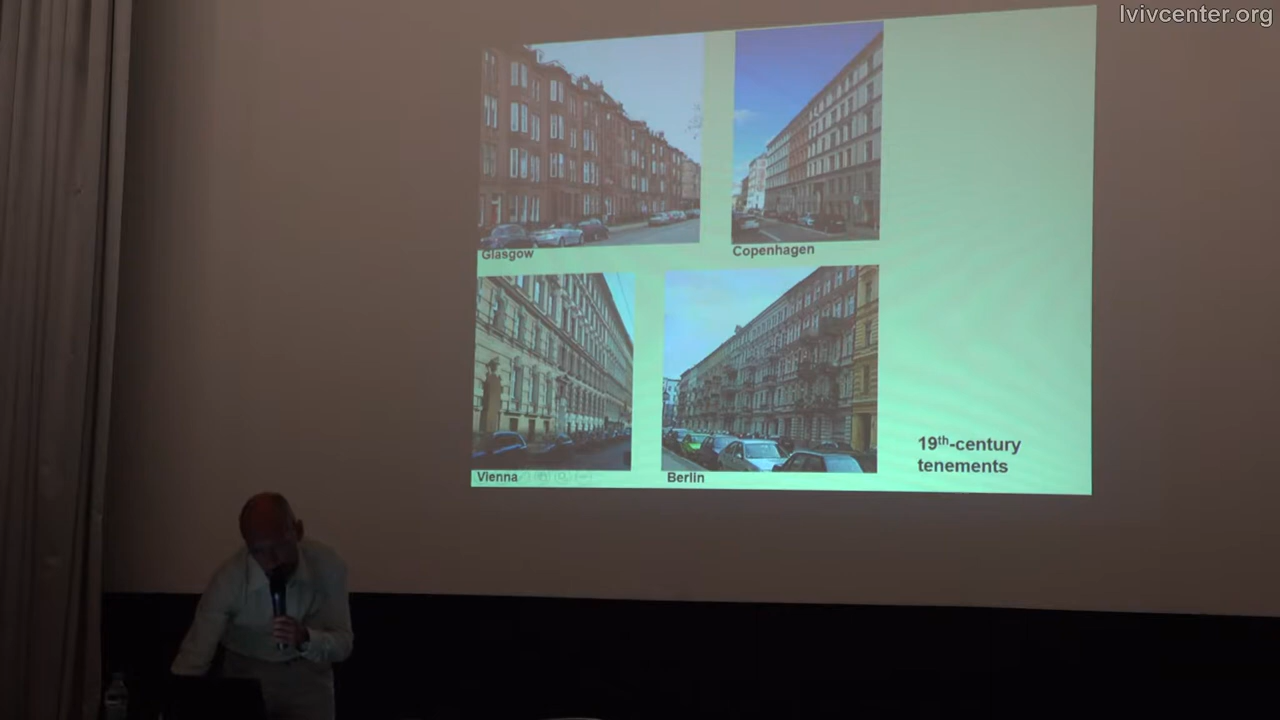 lvivcenter.org
Glasgow
Copenhagen
Vienna
Berlin
19th-century
tenements